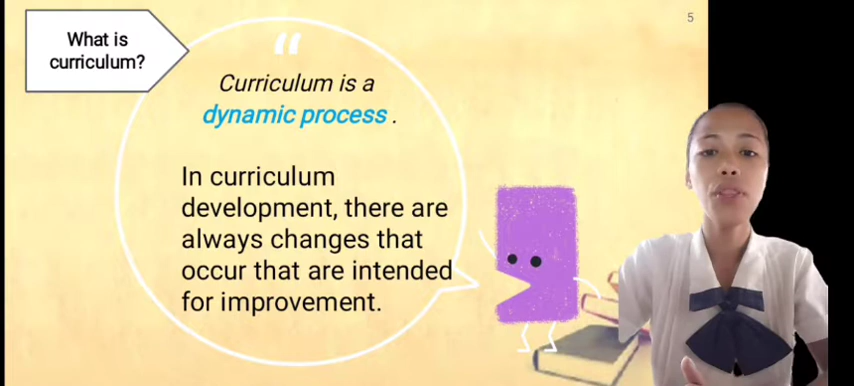 5
What is
curriculum?
“
Curriculum is a
dynamic process .
In curriculum
development, there are
always changes that
occur that are intended
for improvement.